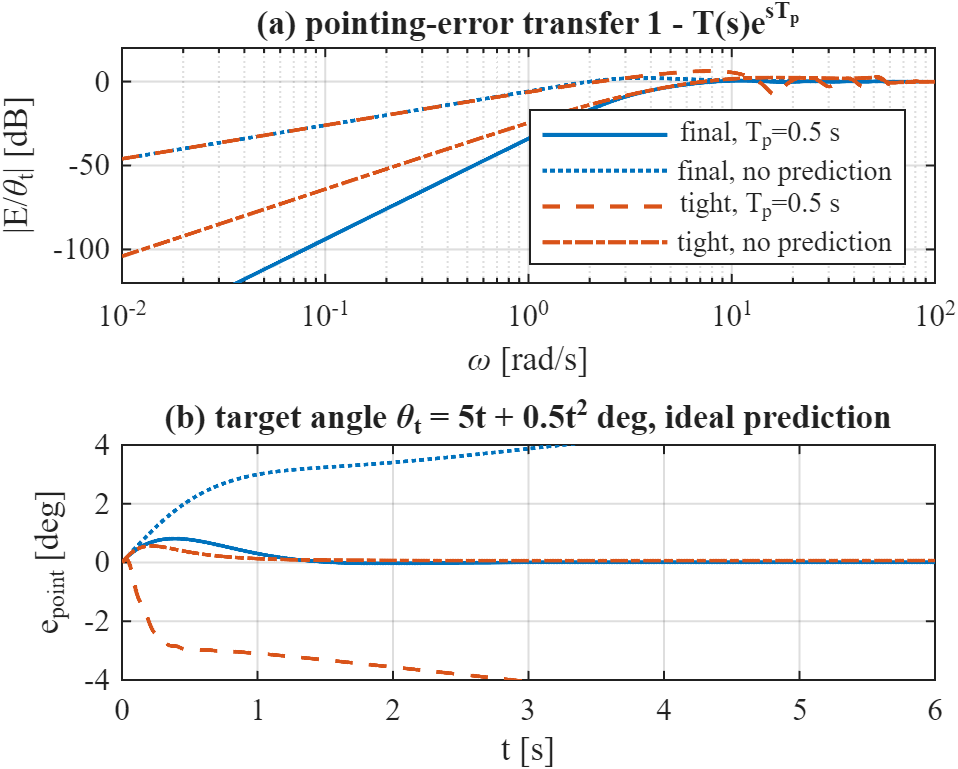 (a) pointing-error transfer 1 - T(s)e^{sT_p}
|E/θ_t| [dB]
0
-50
-100
final, T_p=0.5 s
final, no prediction
tight, T_p=0.5 s
tight, no prediction
10^{-2}
10^{-1}
10^0
10^1
10^2
ω [rad/s]
(b) target angle θ_t = 5t + 0.5t^2 deg, ideal prediction
e_{point} [deg]
4
2
0
-2
-4
0
1
2
3
4
5
6
t [s]